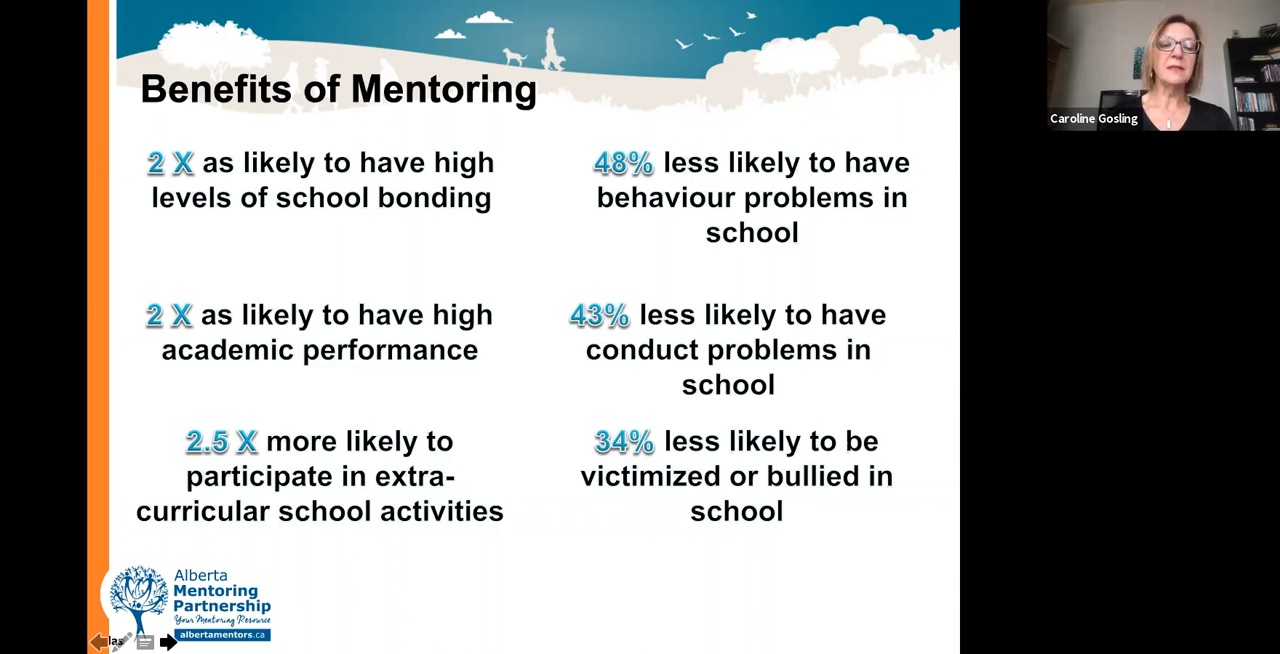 Benefits of Mentoring
2 X as likely to have high
levels of school bonding
48% less likely to have
behaviour problems in
school
2 X as likely to have high
academic performance
43% less likely to have
conduct problems in
school
2.5 X more likely to
participate in extra-
curricular school activities
34% less likely to be
victimized or bullied in
school
Alberta
Mentoring
Partnership
Your Mentoring Resource
albertamentors.ca
Caroline Gosling